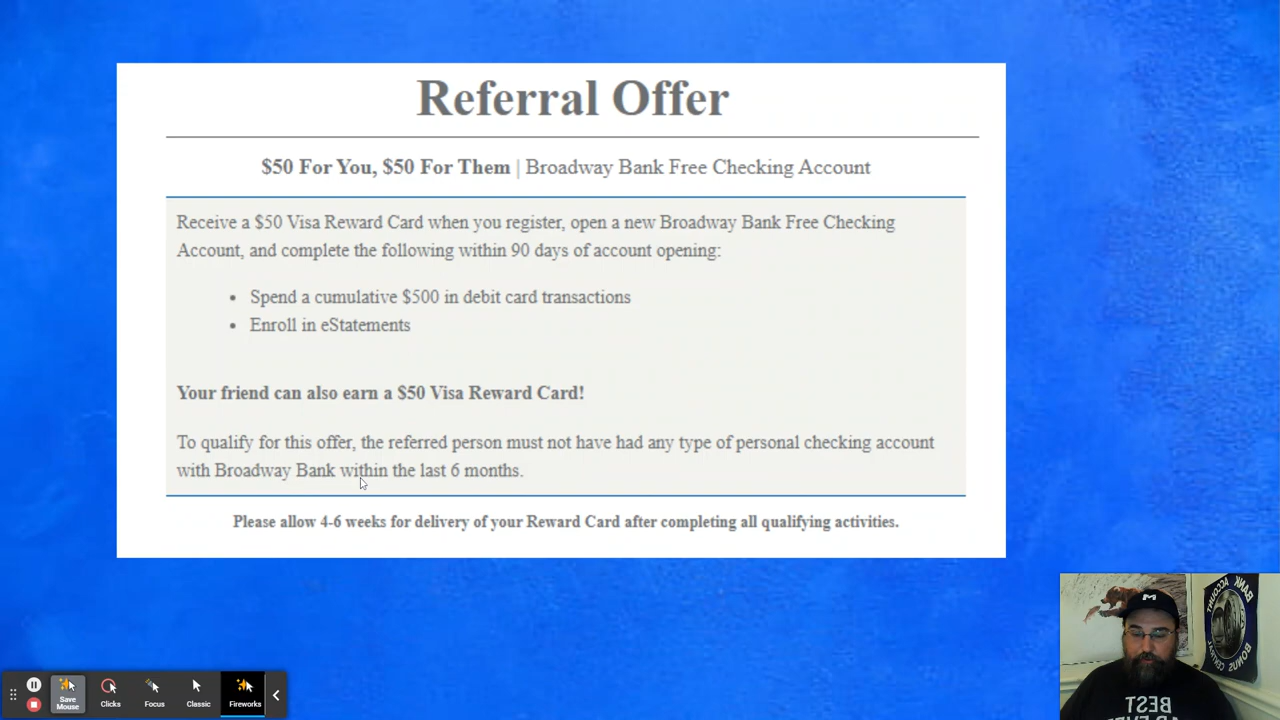 Referral Offer
$50 For You, $50 For Them | Broadway Bank Free Checking Account
Receive a $50 Visa Reward Card when you register, open a new Broadway Bank Free Checking
Account, and complete the following within 90 days of account opening:
• Spend a cumulative $500 in debit card transactions
• Enroll in eStatements
Your friend can also earn a $50 Visa Reward Card!
To qualify for this offer, the referred person must not have had any type of personal checking account
with Broadway Bank within the last 6 months.
Please allow 4-6 weeks for delivery of your Reward Card after completing all qualifying activities.
BANK ACCOUNT
BONUS CENTRAL
M
BEST
Save
Mouse
Clicks
Focus
Classic
Fireworks